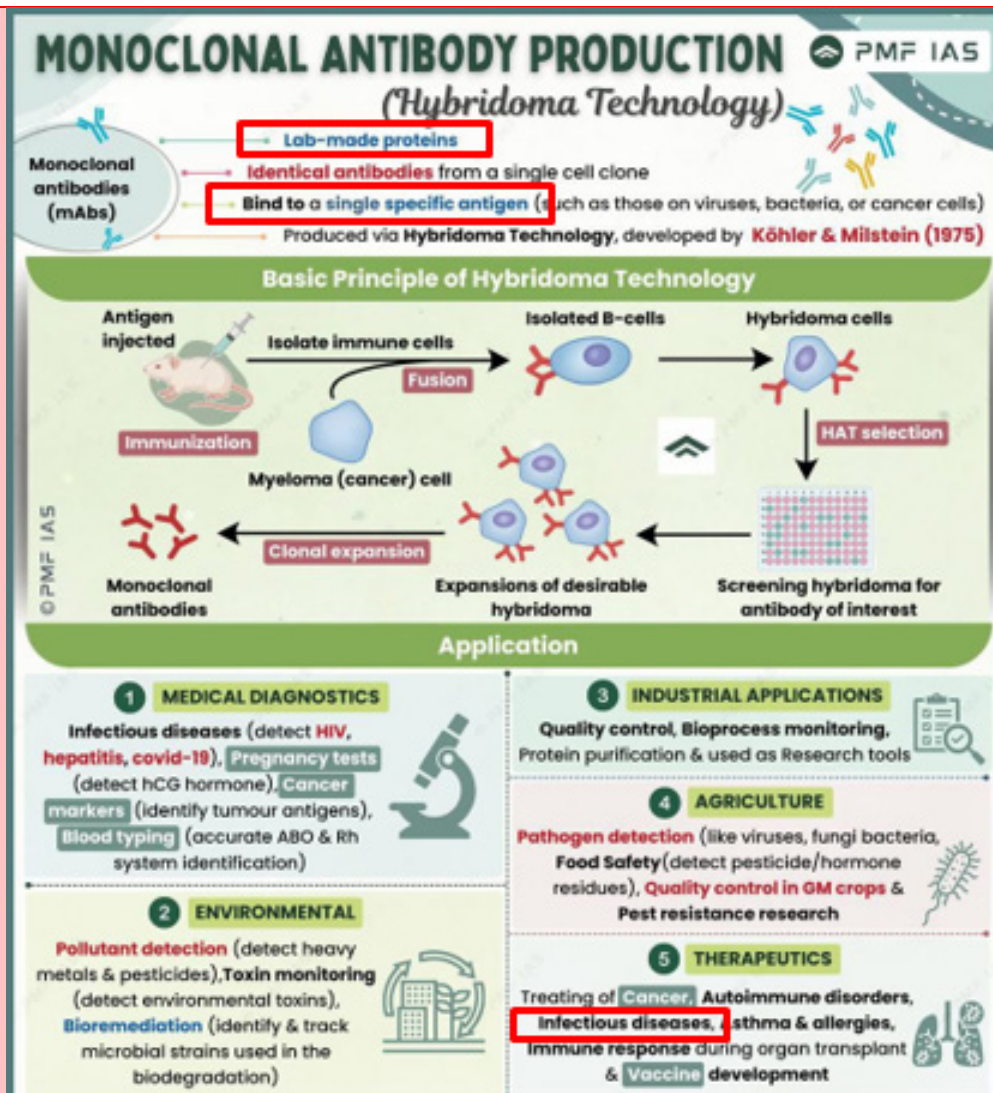 MONOCLONAL ANTIBODY PRODUCTION
PMF IAS
(Hybridoma Technology)
Monoclonal
antibodies
(mAbs)
Lab-made proteins
Identical antibodies from a single cell clone
Bind to a single specific antigen (such as those on viruses, bacteria, or cancer cells)
Produced via Hybridoma Technology, developed by Köhler & Milstein (1975)
Basic Principle of Hybridoma Technology
Antigen
injected
Isolate immune cells
Isolated B-cells
Hybridoma cells
Fusion
Immunization
HAT selection
Myeloma (cancer) cell
Clonal expansion
Monoclonal
antibodies
Expansions of desirable
hybridoma
Screening hybridoma for
antibody of interest
©PMF IAS
Application
1 MEDICAL DIAGNOSTICS
Infectious diseases (detect HIV,
hepatitis, covid-19), Pregnancy tests
(detect hCG hormone), Cancer
markers (identify tumour antigens),
Blood typing (accurate ABO & Rh
system identification)
2 ENVIRONMENTAL
Pollutant detection (detect heavy
metals & pesticides),Toxin monitoring
(detect environmental toxins),
Bioremediation (identify & track
microbial strains used in the
biodegradation)
3 INDUSTRIAL APPLICATIONS
Quality control, Bioprocess monitoring,
Protein purification & used as Research tools
4 AGRICULTURE
Pathogen detection (like viruses, fungi bacteria,
Food Safety(detect pesticide/hormone
residues), Quality control in GM crops &
Pest resistance research
5 THERAPEUTICS
Treating of Cancer, Autoimmune disorders,
Infectious diseases, Asthma & allergies,
Immune response during organ transplant
& Vaccine development